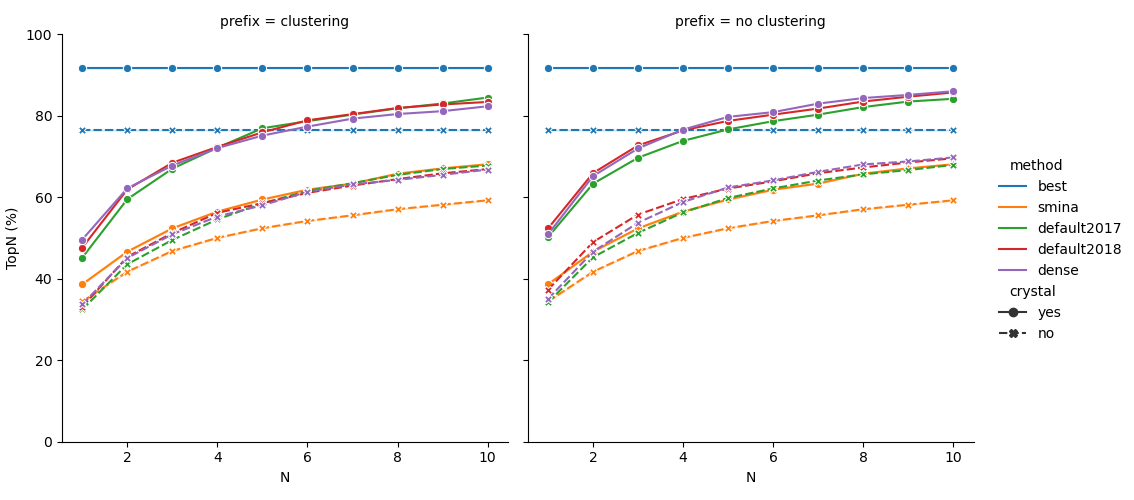 prefix = clustering
prefix = no clustering
TopN (%)
100
80
60
40
20
0
2 4 6 8 10
N
2 4 6 8 10
N
method
best
smina
default2017
default2018
dense
crystal
yes
no